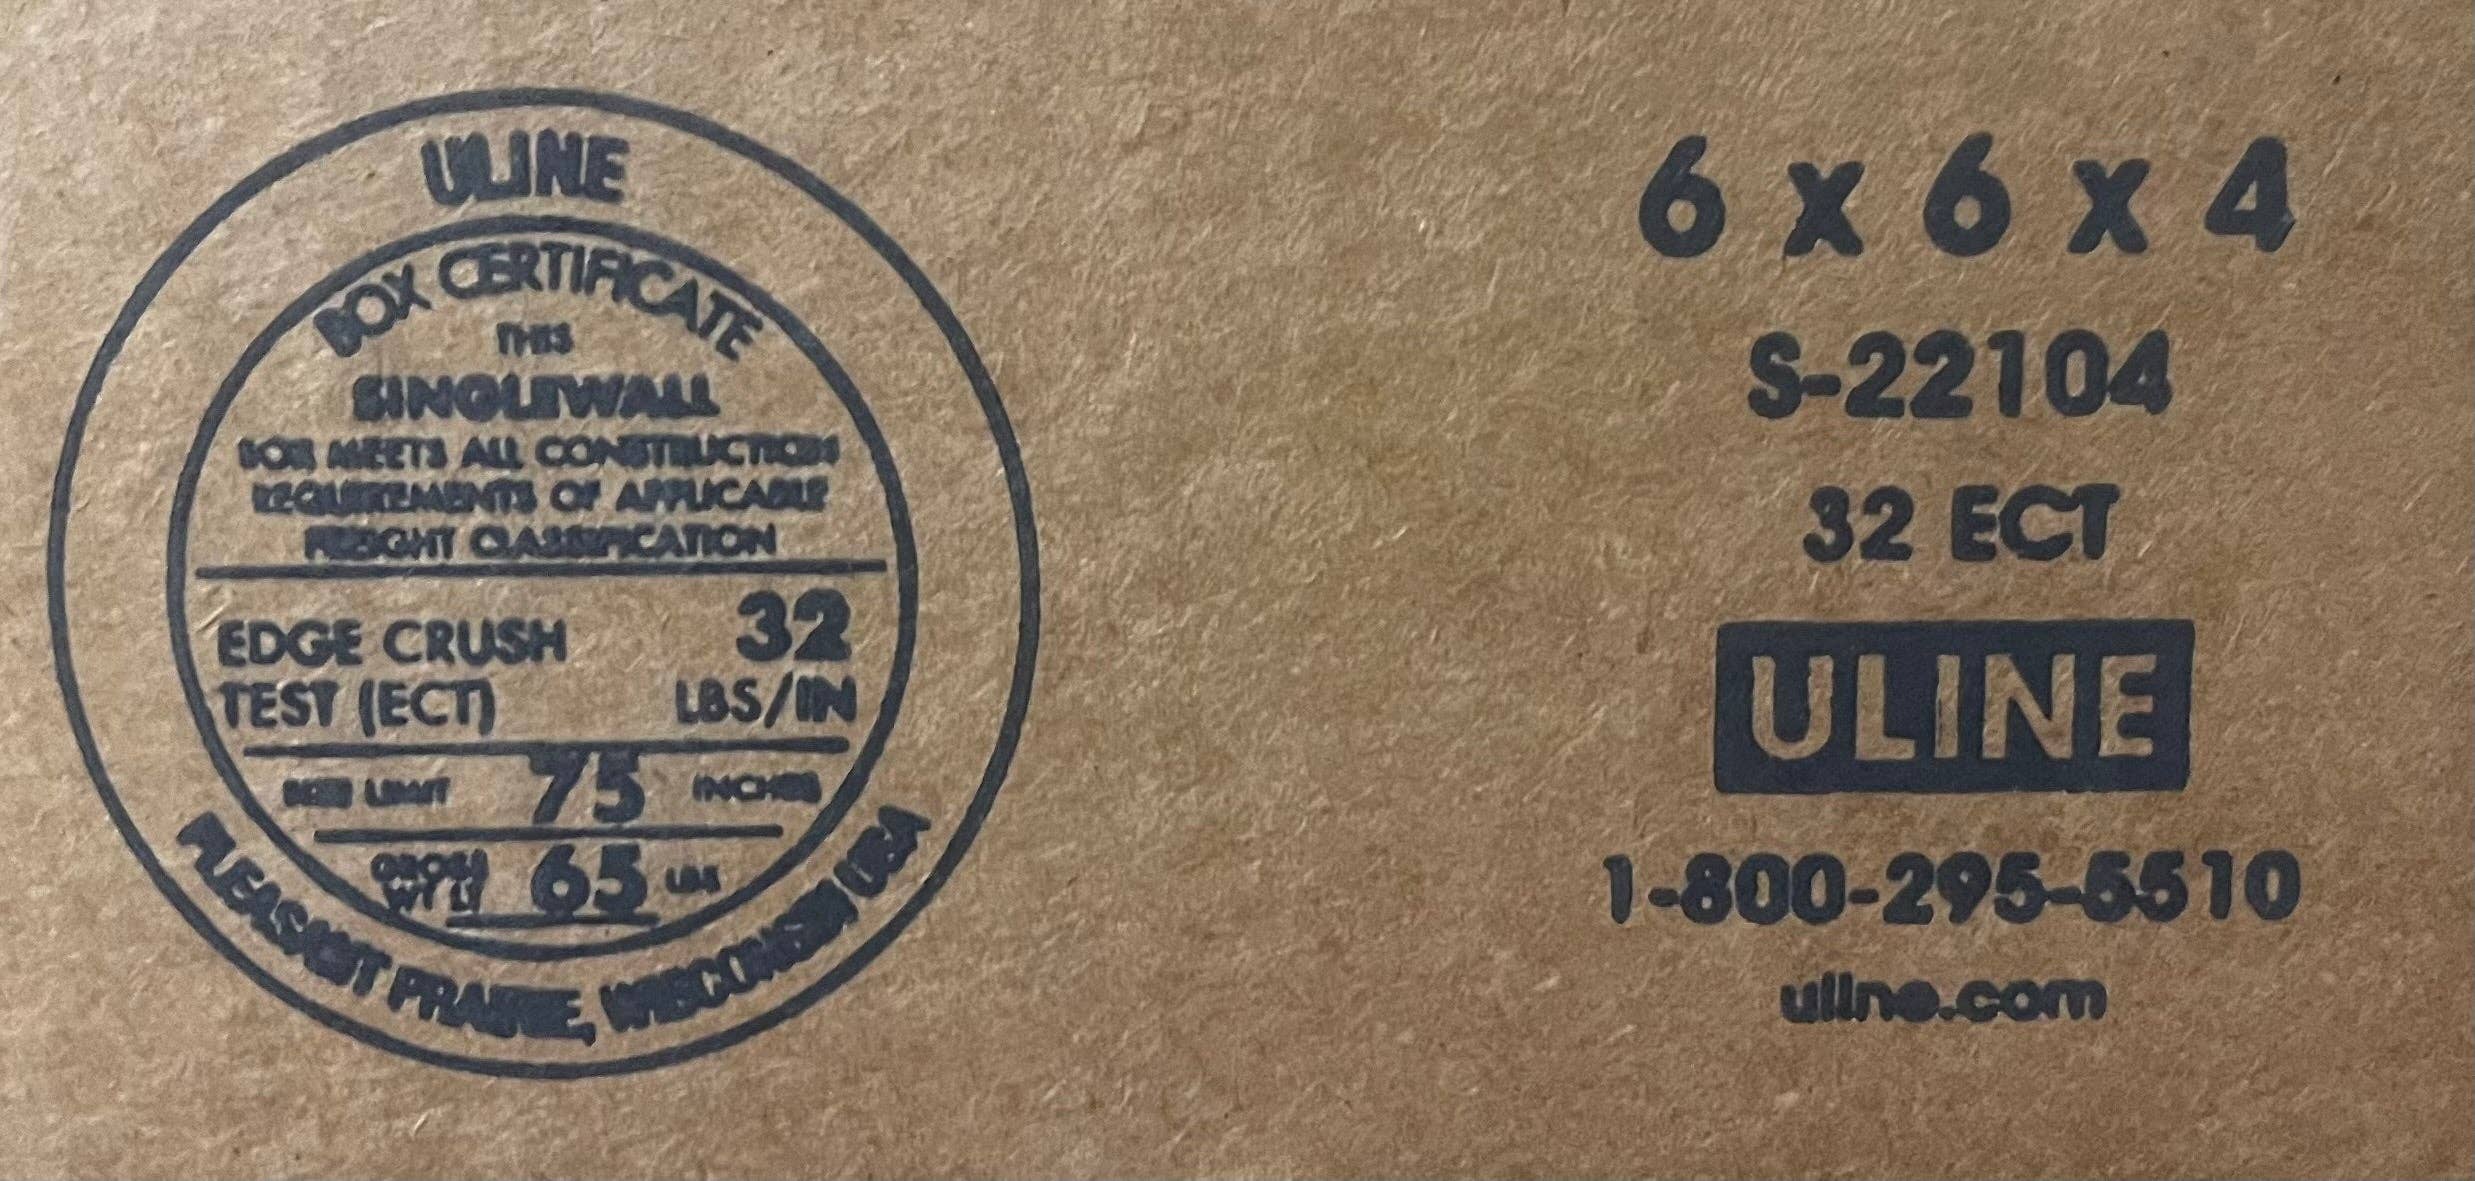 ULINE
BOX CERTIFICATE
THIS
SINGLEWALL
BOX MEETS ALL CONSTRUCTION
REQUIREMENTS OF APPLICABLE
FREIGHT CLASSIFICATION
EDGE CRUSH 32
TEST (ECT) LBS/IN
SIZE LIMIT 75 INCHES
GROSS
WT LT 65 LBS
PLEASANT PRAIRIE, WISCONSIN USA
6 x 6 x 4
S-22104
32 ECT
ULINE
1-800-295-5510
uline.com